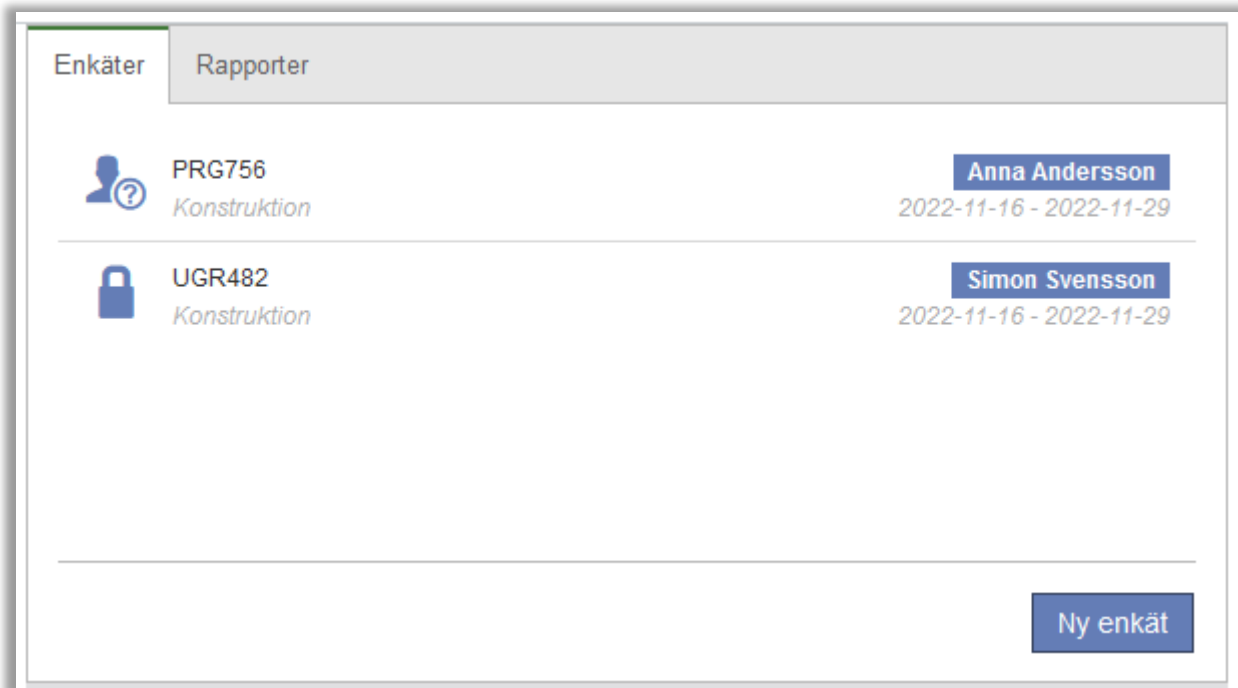 Enkäter Rapporter
PRG756 Anna Andersson
Konstruktion 2022-11-16 - 2022-11-29
UGR482 Simon Svensson
Konstruktion 2022-11-16 - 2022-11-29
Ny enkät